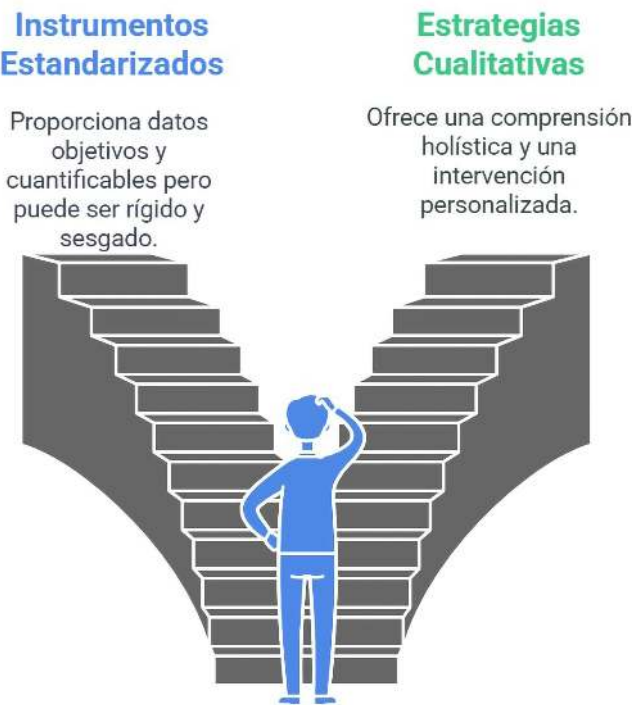 Instrumentos
Estandarizados
Proporciona datos
objetivos y
cuantificables pero
puede ser rígido y
sesgado.
Estrategias
Cualitativas
Ofrece una comprensión
holística y una
intervención
personalizada.